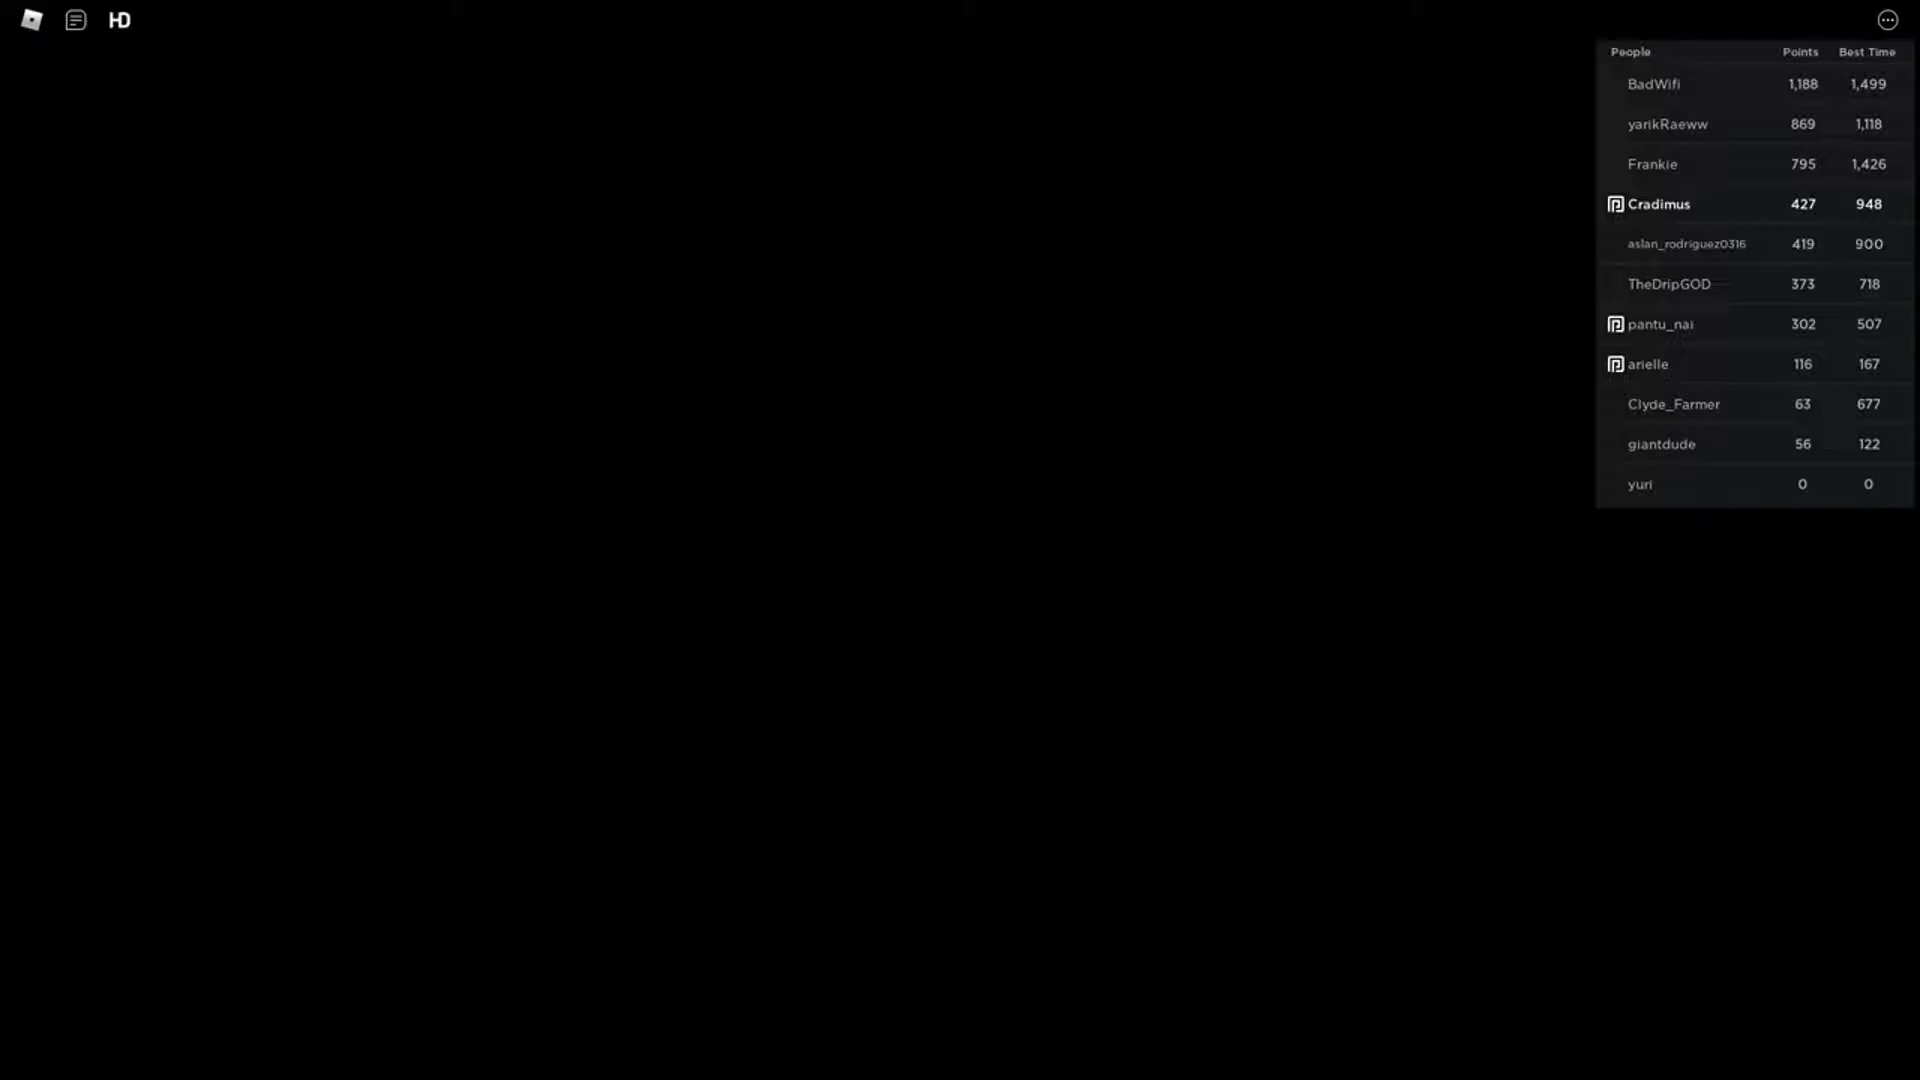 HD
People Points Best Time
BadWifi 1,188 1,499
yarikRaeww 869 1,118
Frankie 795 1,426
Cradimus 427 948
aslan_rodriguez0316 419 900
TheDripGOD 373 718
pantu_nai 302 507
arielle 116 167
Clyde_Farmer 63 677
giantdude 56 122
yuri 0 0